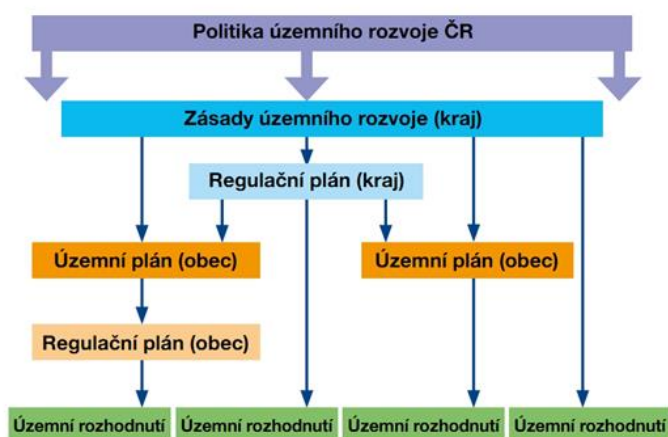 Politika územního rozvoje ČR
Zásady územního rozvoje (kraj)
Regulační plán (kraj)
Územní plán (obec)
Územní plán (obec)
Regulační plán (obec)
Územní rozhodnutí
Územní rozhodnutí
Územní rozhodnutí
Územní rozhodnutí